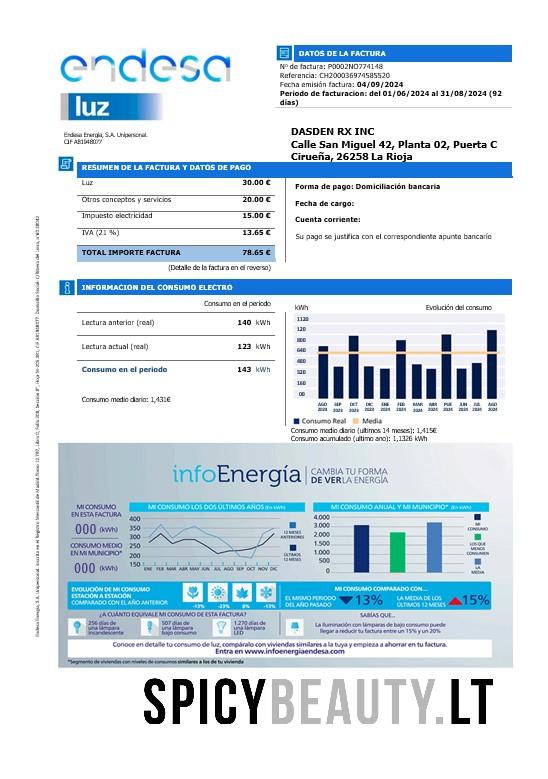 endesa
luz
Endesa Energía, S.A. Unipersonal.
CIF A81948077
DATOS DE LA FACTURA
Nº de factura: P0002NO774148
Referencia: CH200036974585520
Fecha emisión factura: 04/09/2024
Periodo de facturacion: del 01/06/2024 al 31/08/2024 (92
dias)
DASDEN RX INC
Calle San Miguel 42, Planta 02, Puerta C
Cirueña, 26258 La Rioja
RESUMEN DE LA FACTURA Y DATOS DE PAGO
Luz 30.00 €
Otros conceptos y servicios 20.00 €
Impuesto electricidad 15.00 €
IVA (21 %) 13.65 €
TOTAL IMPORTE FACTURA 78.65 €
(Detalle de la factura en el reverso)
Forma de pago: Domiciliación bancaria
Fecha de cargo:
Cuenta corriente:
Su pago se justifica con el correspondiente apunte bancario
INFORMACION DEL CONSUMO ELECTRO
Consumo en el periodo
Lectura anterior (real) 140 kWh
Lectura actual (real) 123 kWh
Consumo en el periodo 143 kWh
Consumo medio diario: 1,431€
kWh Evolución del consumo
1120
820
640
640
320
160
00
AGO SEP OCT DIC ENE FEB MAR ABR PUE JUN JUL AGO
2023 2023 2023 2023 2023 2024 2024 2024 2024 2024 2024 2024
Consumo Real Media
Consumo medio diario (ultimos 14 meses): 1,415€
Consumo acumulado (ultimo ano): 1,1326 kWh
infoEnergía CAMBIA TU FORMA
DE VER LA ENERGÍA
MI CONSUMO
EN ESTA FACTURA
000 (kWh)
CONSUMO MEDIO
EN MI MUNICIPIO*
000 (kWh)
MI CONSUMO LOS DOS ÚLTIMOS AÑOS (En kWh)
400
350
300
250
200
150
ENE FEB MAR ABR MAY JUN JUL AGO SEP OCT NOV DIC
12 MESES
ANTERIOR
ÚLTIMOS
12 MESES
MI CONSUMO ANUAL Y MI MUNICIPIO* (En kWh)
4.000
3.000
2.000
1.000
500
0
MI
CONSUMO
LOS QUE
MENOS
CONSUMEN
LA
MEDIA
EVOLUCIÓN DE MI CONSUMO
ESTACIÓN A ESTACIÓN
COMPARADO CON EL AÑO ANTERIOR
-13% -23% 8% -13%
MI CONSUMO COMPARADO CON...
EL MISMO PERIODO
DEL AÑO PASADO
13%
LA MEDIA DE LOS
ÚLTIMOS 12 MESES
15%
¿A CUÁNTO EQUIVALE MI CONSUMO DE ESTA FACTURA?
256 días de
una lámpara
incandescente
507 días de
una lámpara
bajo consumo
1.270 días de
una lámpara
LED
SABÍAS QUE...
La iluminación con lámparas de bajo consumo puede
llegar a reducir tu factura entre un 15% y un 20%
Conoce en detalle tu consumo de luz, compáralo con viviendas similares a la tuya y empieza a ahorrar en tu factura.
Entra en www.infoenergiaendesa.com
*Segmento de viviendas con niveles de consumo similares a los de tu vivienda
SPICYBEAUTY.LT